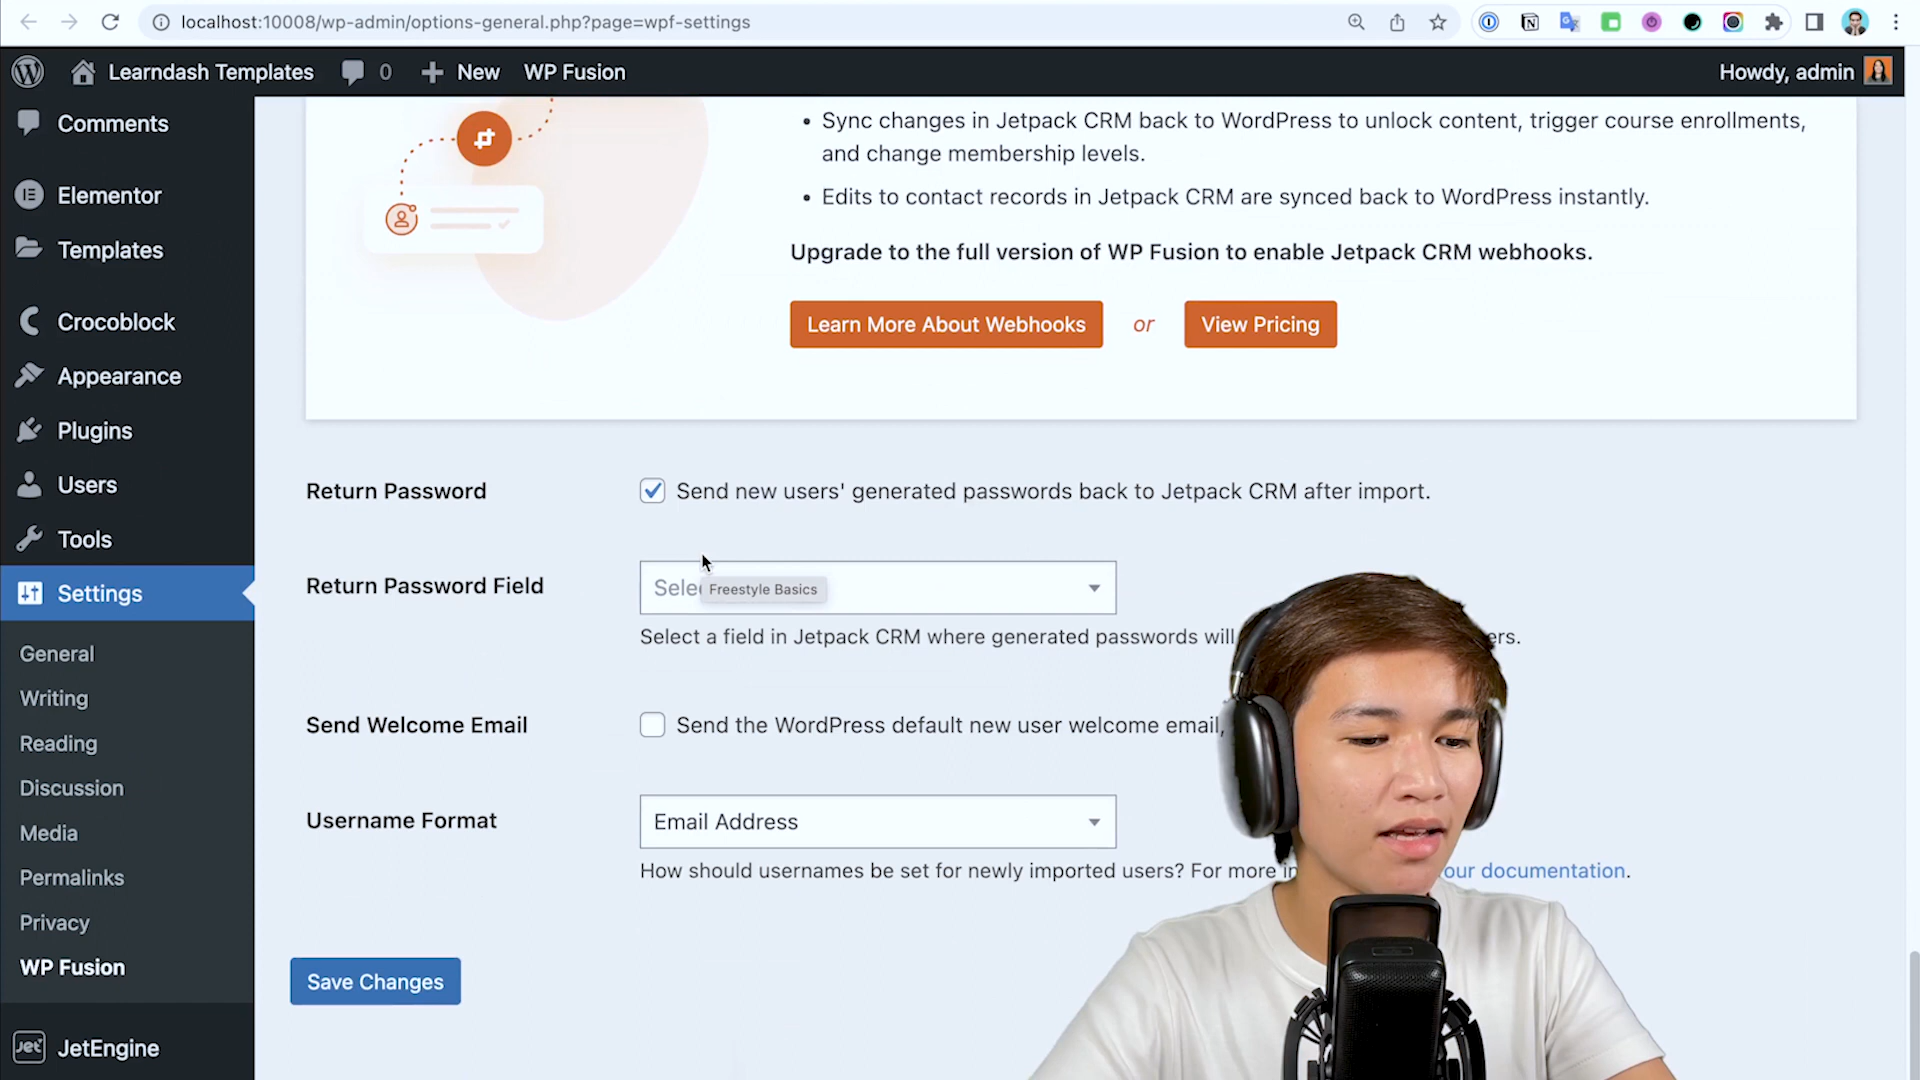 localhost:10008/wp-admin/options-general.php?page=wpf-settings
Learndash Templates
0
New
WP Fusion
Howdy, admin
Comments
Elementor
Templates
Crocoblock
Appearance
Plugins
Users
Tools
Settings
General
Writing
Reading
Discussion
Media
Permalinks
Privacy
WP Fusion
JetEngine
• Sync changes in Jetpack CRM back to WordPress to unlock content, trigger course enrollments,
and change membership levels.
• Edits to contact records in Jetpack CRM are synced back to WordPress instantly.
Upgrade to the full version of WP Fusion to enable Jetpack CRM webhooks.
Learn More About Webhooks
or
View Pricing
Return Password
Send new users' generated passwords back to Jetpack CRM after import.
Return Password Field
Freestyle Basics
Select a field in Jetpack CRM where generated passwords will
Send Welcome Email
Send the WordPress default new user welcome email,
Username Format
Email Address
How should usernames be set for newly imported users? For more our documentation.
Save Changes